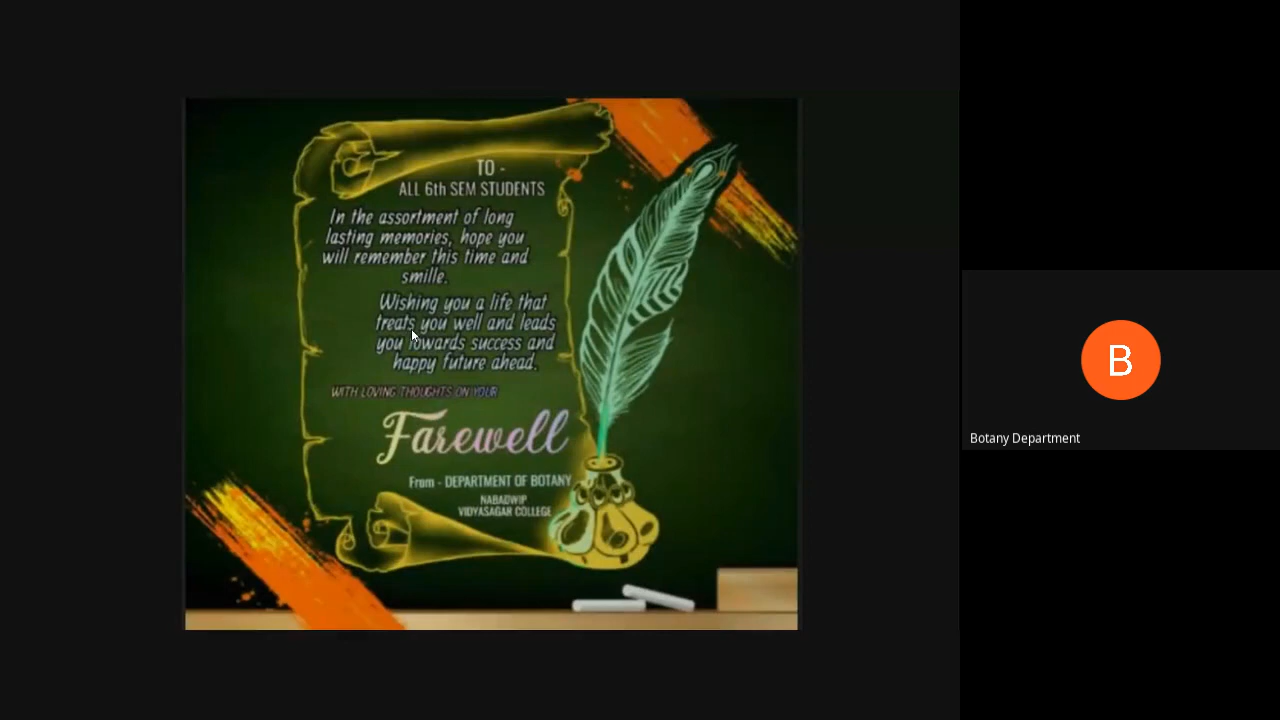 TO -
ALL 6th SEM STUDENTS
In the assortment of long
lasting memories, hope you
will remember this time and
smille.
Wishing you a life that
treats you well and leads
you towards success and
happy future ahead.
WITH LOVING THOUGHTS ON YOUR
Farewell
From - DEPARTMENT OF BOTANY
NABADWIP
VIDYASAGAR COLLEGE
B
Botany Department